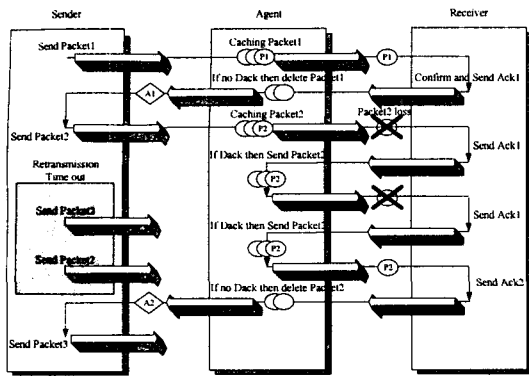 Sender
Agent
Receiver
Send Packet1
Caching Packet1
P1
P1
If no Dack then delete Packet1
Confirm and Send Ack1
A1
Send Packet2
Caching Packet2
P2
Packet2 loss
Send Ack1
If Dack then Send Packet2
P2
Retransmission
Time out
Send Packet2
Send Ack1
If Dack then Send Packet2
P2
Send Packet2
P2
Send Ack2
If no Dack then delete Packet2
A2
Send Packet3